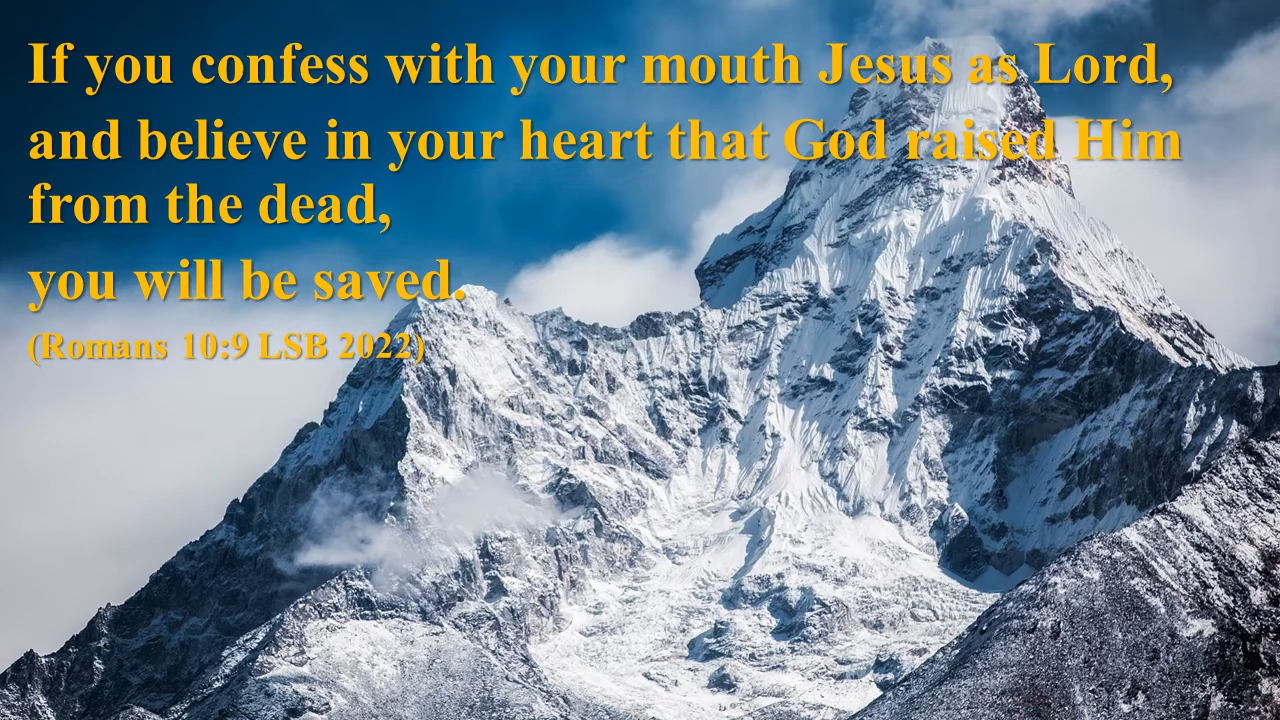 If you confess with your mouth Jesus as Lord,
and believe in your heart that God raised Him
from the dead,
you will be saved.
(Romans 10:9 LSB 2022)